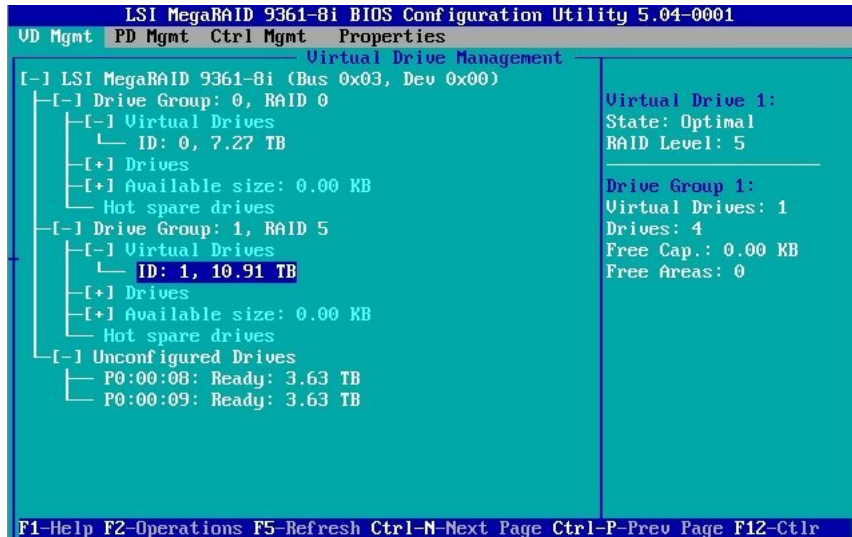 LSI MegaRAID 9361-8i BIOS Configuration Utility 5.04-0001
VD Mgmt PD Mgmt Ctrl Mgmt Properties
Virtual Drive Management
[-] LSI MegaRAID 9361-8i (Bus 0x03, Dev 0x00)
[-] Drive Group: 0, RAID 0
[-] Virtual Drives
ID: 0, 7.27 TB
[+] Drives
[+] Available size: 0.00 KB
Hot spare drives
[-] Drive Group: 1, RAID 5
[-] Virtual Drives
ID: 1, 10.91 TB
[+] Drives
[+] Available size: 0.00 KB
Hot spare drives
[-] Unconfigured Drives
P0:00:08: Ready: 3.63 TB
P0:00:09: Ready: 3.63 TB
Virtual Drive 1:
State: Optimal
RAID Level: 5
Drive Group 1:
Virtual Drives: 1
Drives: 4
Free Cap.: 0.00 KB
Free Areas: 0
F1-Help F2-Operations F5-Refresh Ctrl-N-Next Page Ctrl-P-Prev Page F12-Ctlr